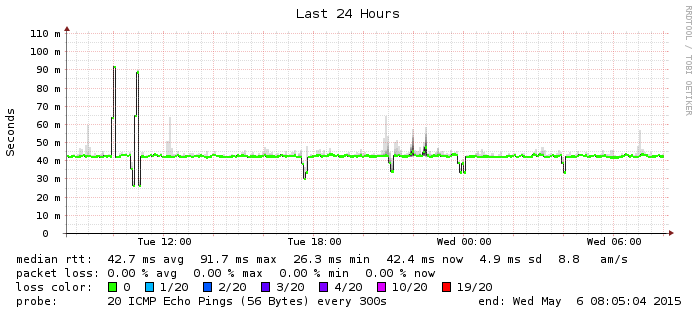 Last 24 Hours
RRDTOOL / TOBI OETIKER
Seconds
110 m
100 m
90 m
80 m
70 m
60 m
50 m
40 m
30 m
20 m
10 m
0
Tue 12:00 Tue 18:00 Wed 00:00 Wed 06:00
median rtt: 42.7 ms avg 91.7 ms max 26.3 ms min 42.4 ms now 4.9 ms sd 8.8 am/s
packet loss: 0.00 % avg 0.00 % max 0.00 % min 0.00 % now
loss color: 0 1/20 2/20 3/20 4/20 10/20 19/20
probe: 20 ICMP Echo Pings (56 Bytes) every 300s end: Wed May 6 08:05:04 2015